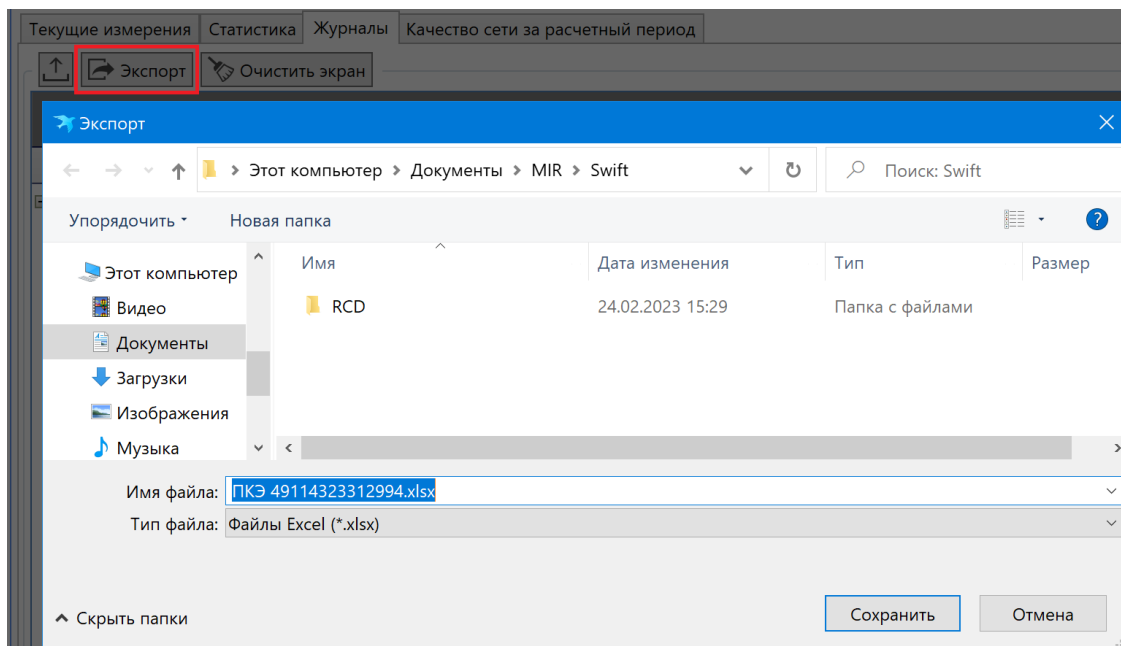 Текущие измерения Статистика Журналы Качество сети за расчетный период
Экспорт Очистить экран
Экспорт
Этот компьютер Документы MIR Swift Поиск: Swift
Упорядочить Новая папка ?
Имя Дата изменения Тип Размер
Этот компьютер
Видео RCD 24.02.2023 15:29 Папка с файлами
Документы
Загрузки
Изображения
Музыка
Имя файла: ПКЭ 49114323312994.xlsx
Тип файла: Файлы Excel (*.xlsx)
Скрыть папки Сохранить Отмена